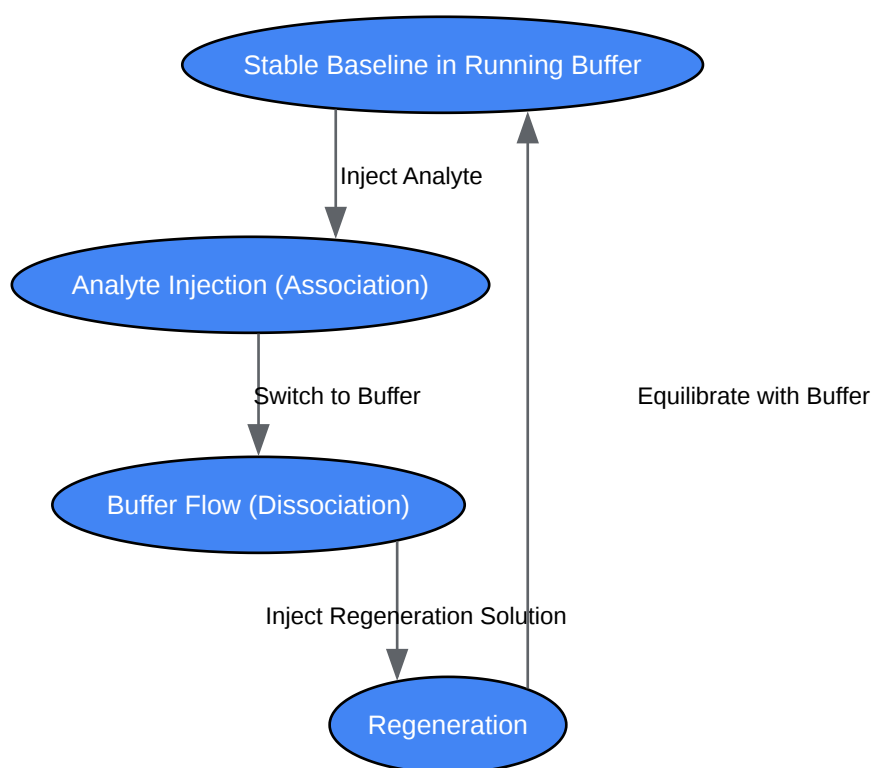 Stable Baseline in Running Buffer
Inject Analyte
Analyte Injection (Association)
Switch to Buffer
Equilibrate with Buffer
Buffer Flow (Dissociation)
Inject Regeneration Solution
Regeneration